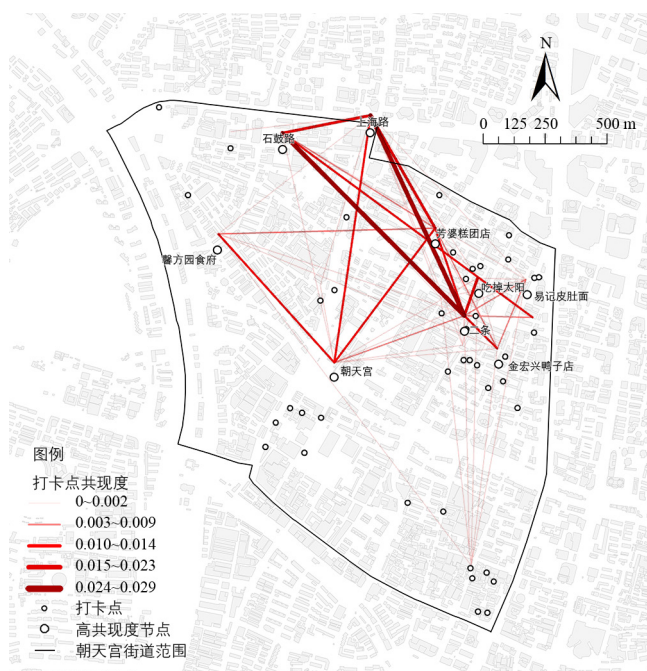 N
0 125 250 500 m
上海路
石鼓路
芳婆糕团店
馨方园食府
吃掉太阳
易记皮肚面
二条
金宏兴鸭子店
朝天宫
图例
打卡点共现度
0~0.002
0.003~0.009
0.010~0.014
0.015~0.023
0.024~0.029
打卡点
高共现度节点
朝天宫街道范围